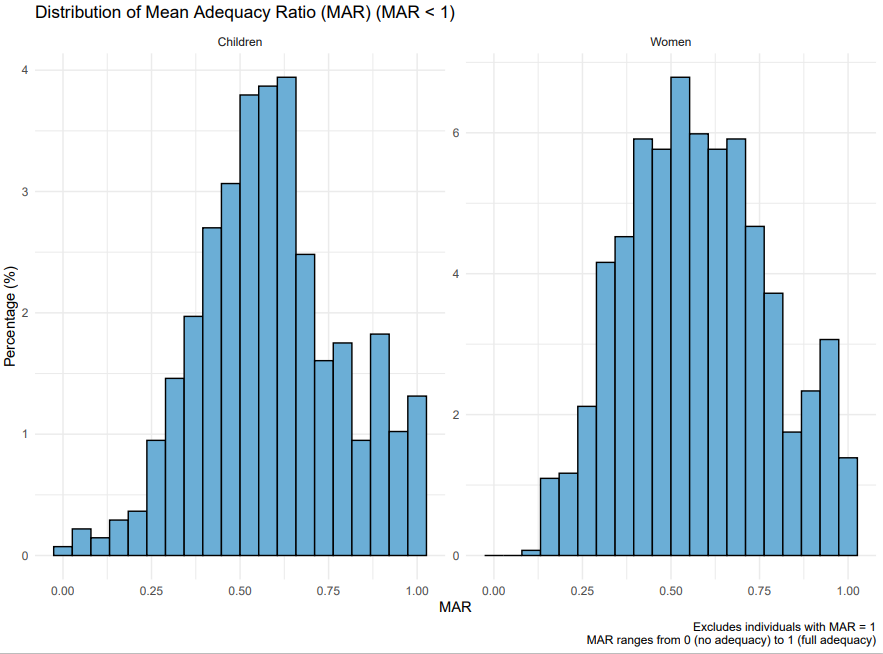 Distribution of Mean Adequacy Ratio (MAR) (MAR < 1)
Children
Women
Percentage (%)
4
3
2
1
0
6
4
2
0
0.00 0.25 0.50 0.75 1.00
0.00 0.25 0.50 0.75 1.00
MAR
Excludes individuals with MAR = 1
MAR ranges from 0 (no adequacy) to 1 (full adequacy)